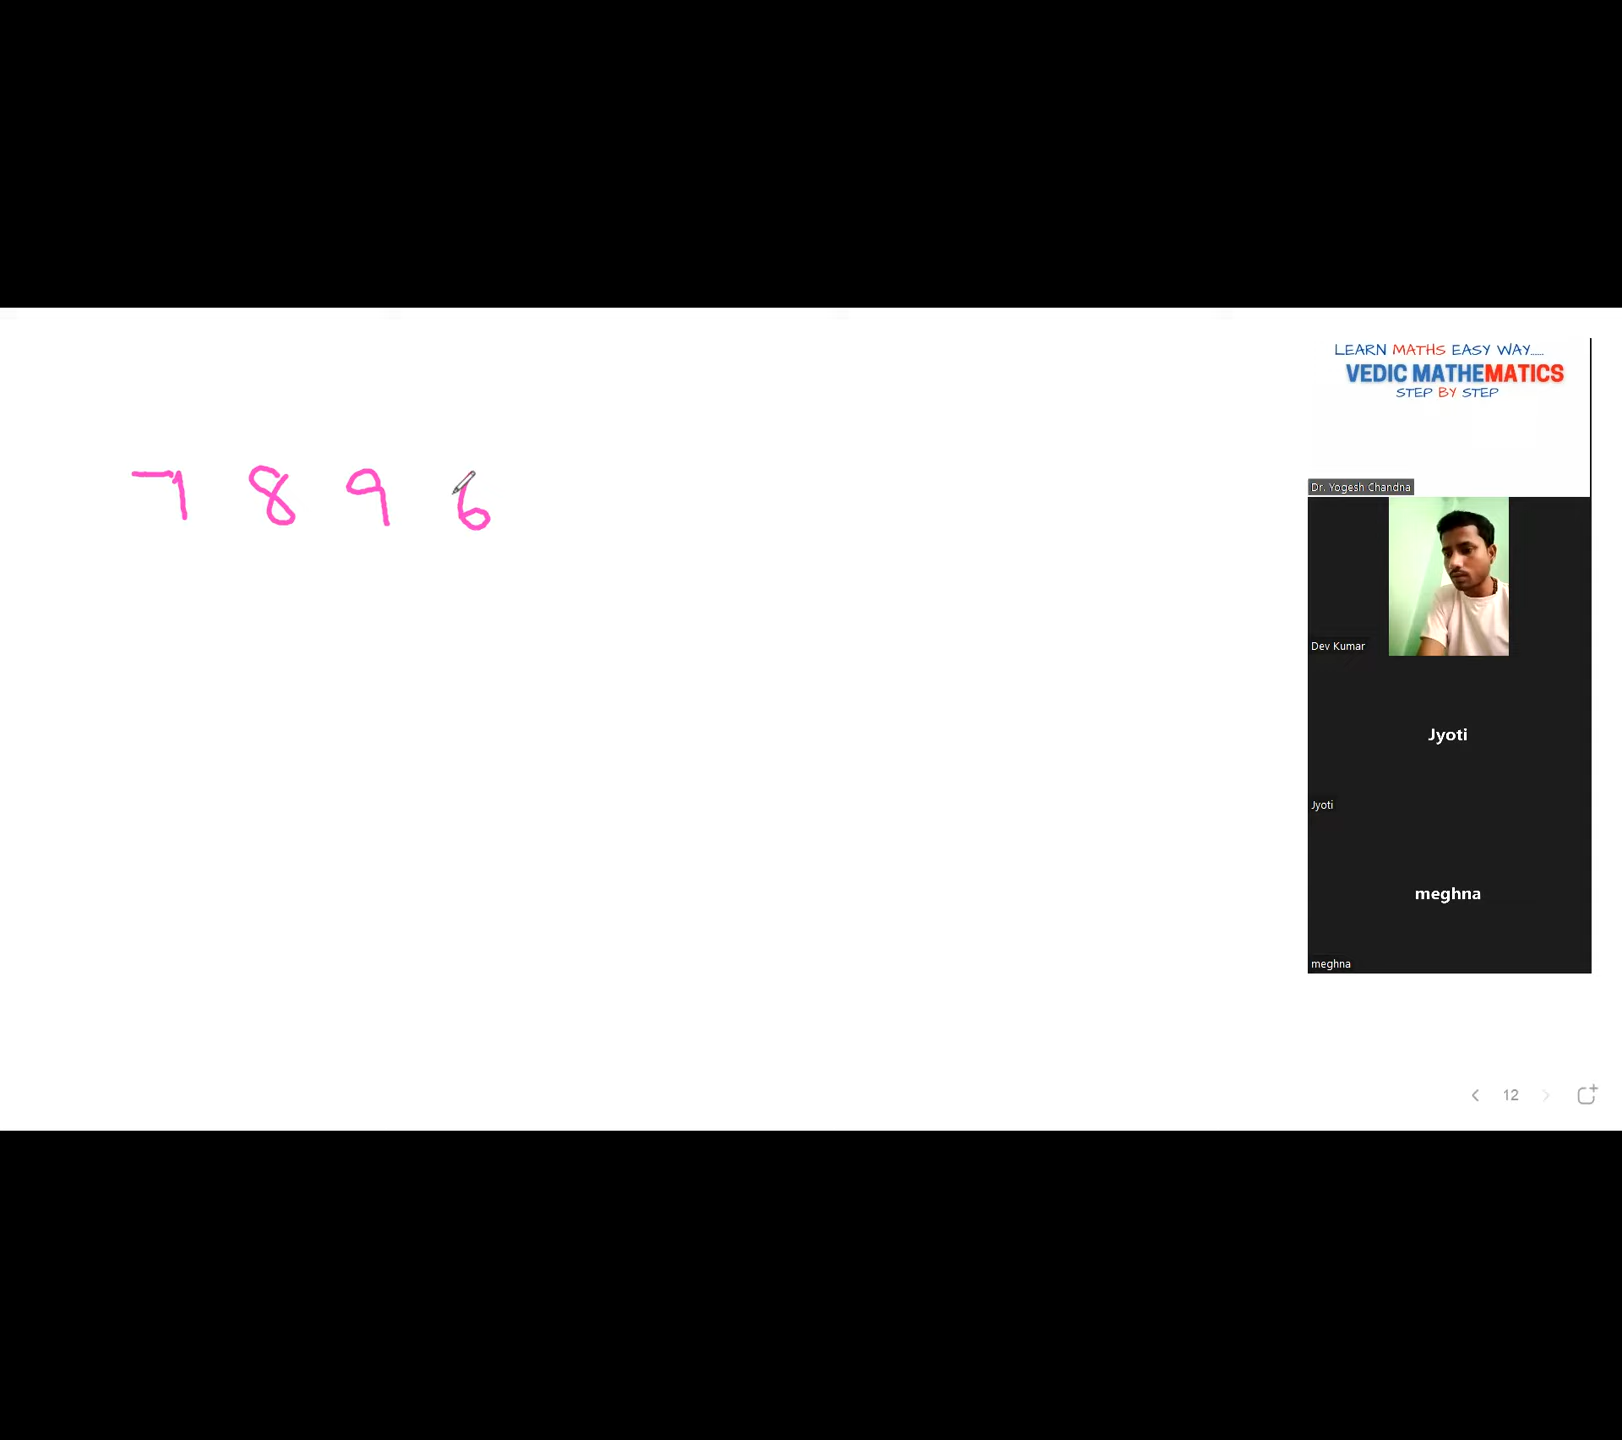 LEARN MATHS EASY WAY......
VEDIC MATHEMATICS
STEP BY STEP
7 8 9 6
Dr. Yogesh Chandna
Dev Kumar
Jyoti
Jyoti
meghna
meghna
12